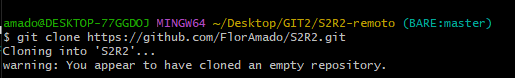 amado@DESKTOP-77GGDOJ MINGW64 ~/Desktop/GIT2/S2R2-remoto (BARE:master)
$ git clone https://github.com/FlorAmado/S2R2.git
Cloning into 'S2R2'...
warning: You appear to have cloned an empty repository.